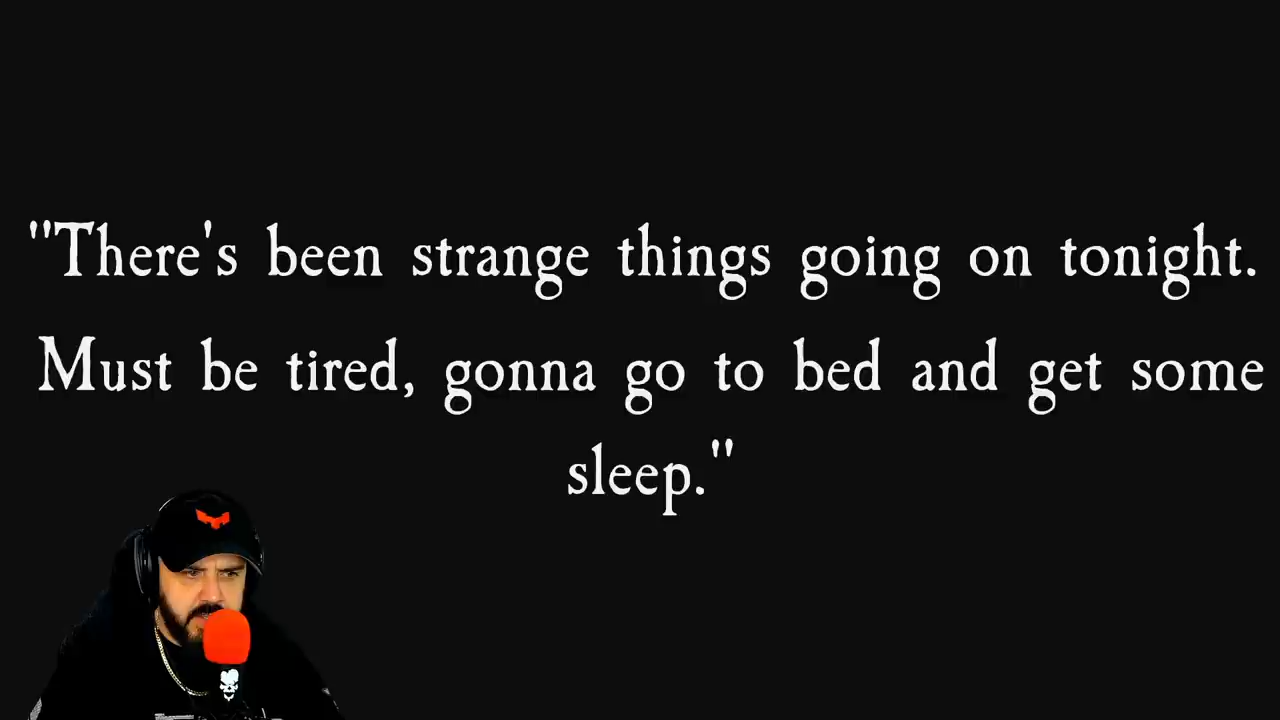 "There's been strange things going on tonight.
Must be tired, gonna go to bed and get some
sleep."